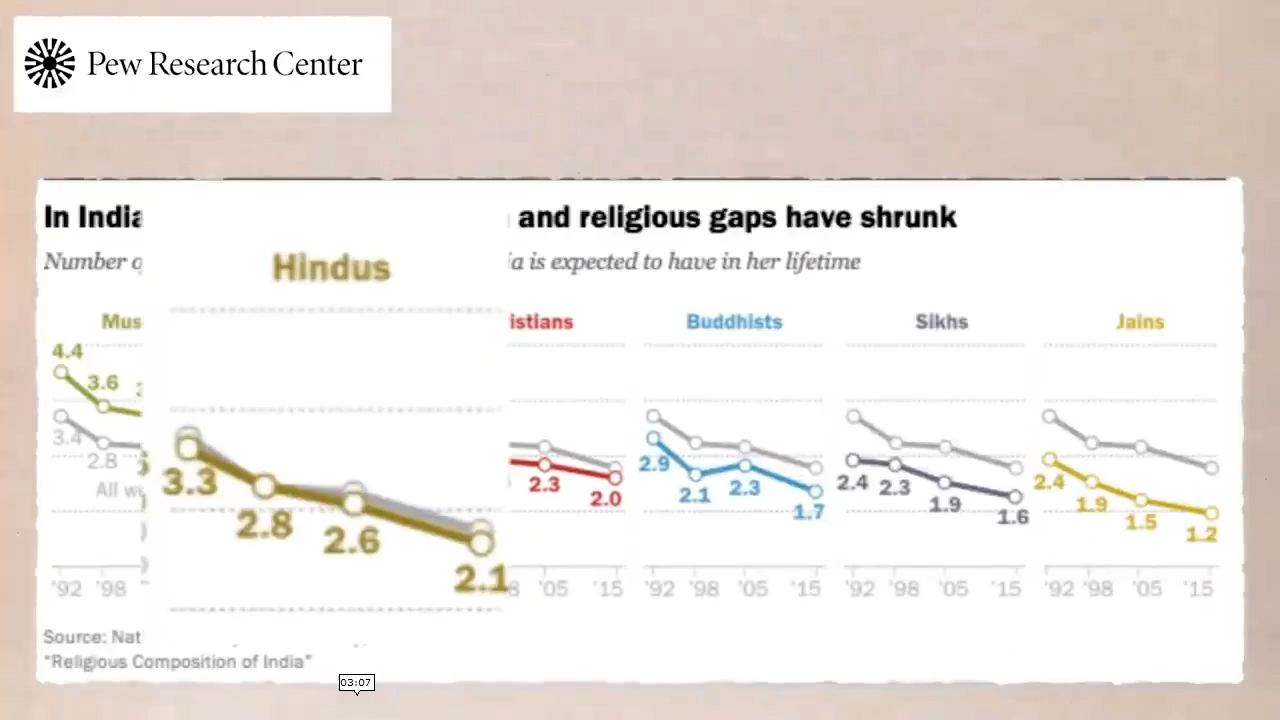 Pew Research Center
In India and religious gaps have shrunk
Number is expected to have in her lifetime
Hindus
Buddhists Sikhs Jains
4.4
3.6
3.4
2.8
All
3.3
2.8
2.6
2.1
2.3
2.0
2.9
2.1
2.3
1.7
2.4
2.3
1.9
1.6
2.4
1.9
1.5
1.2
'92 '98 '05 '15 '92 '98 '05 '15 '92 '98 '05 '15 '92 '98 '05 '15
Source:
"Religious Composition of India"
03:07